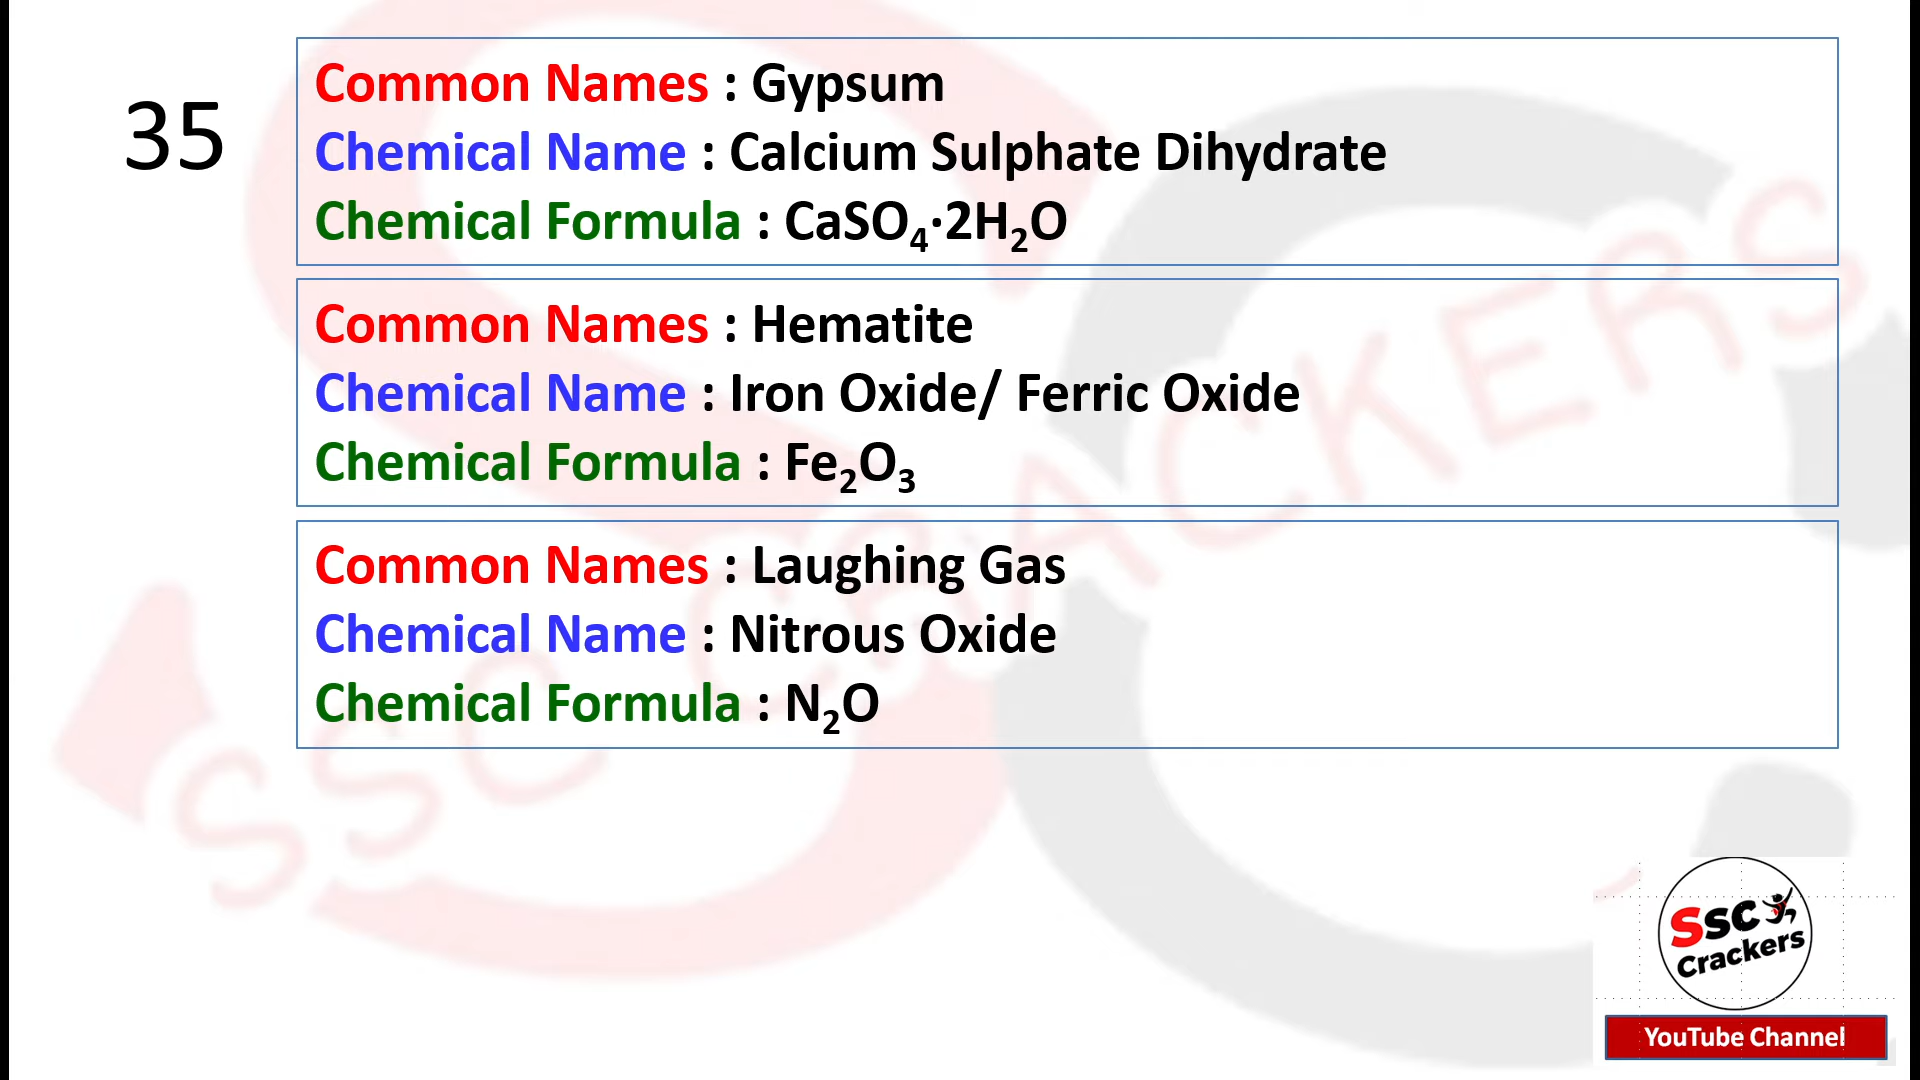 35
Common Names : Gypsum
Chemical Name : Calcium Sulphate Dihydrate
Chemical Formula : CaSO₄·2H₂O
Common Names : Hematite
Chemical Name : Iron Oxide/ Ferric Oxide
Chemical Formula : Fe₂O₃
Common Names : Laughing Gas
Chemical Name : Nitrous Oxide
Chemical Formula : N₂O
SSC CRACKERS
SSC
Crackers
YouTube Channel